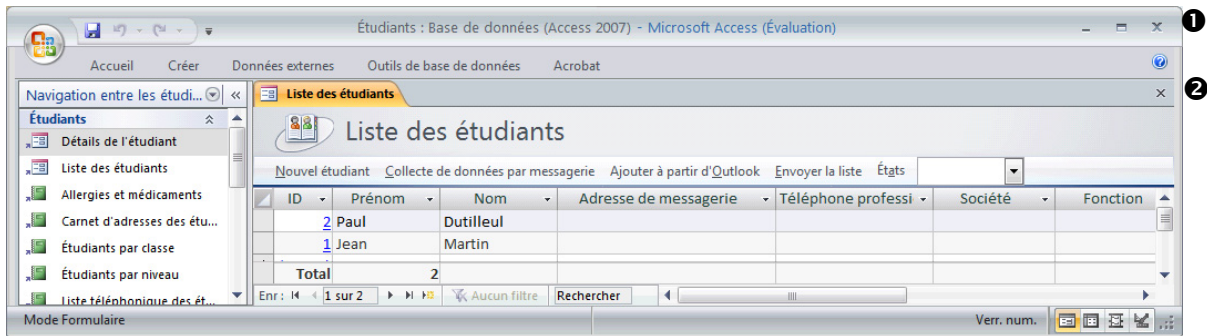 Étudiants : Base de données (Access 2007) - Microsoft Access (Évaluation)
❶
Accueil Créer Données externes Outils de base de données Acrobat
Navigation entre les étudi... «
Liste des étudiants
❷
Étudiants
Détails de l'étudiant
Liste des étudiants
Allergies et médicaments
Carnet d'adresses des étu...
Étudiants par classe
Étudiants par niveau
Liste téléphonique des ét...
Liste des étudiants
Nouvel étudiant Collecte de données par messagerie Ajouter à partir d'Outlook Envoyer la liste États
ID Prénom Nom Adresse de messagerie Téléphone professi Société Fonction
2 Paul Dutilleul
1 Jean Martin
Total 2
Enr : 1 sur 2 Aucun filtre Rechercher
Mode Formulaire Verr. num.